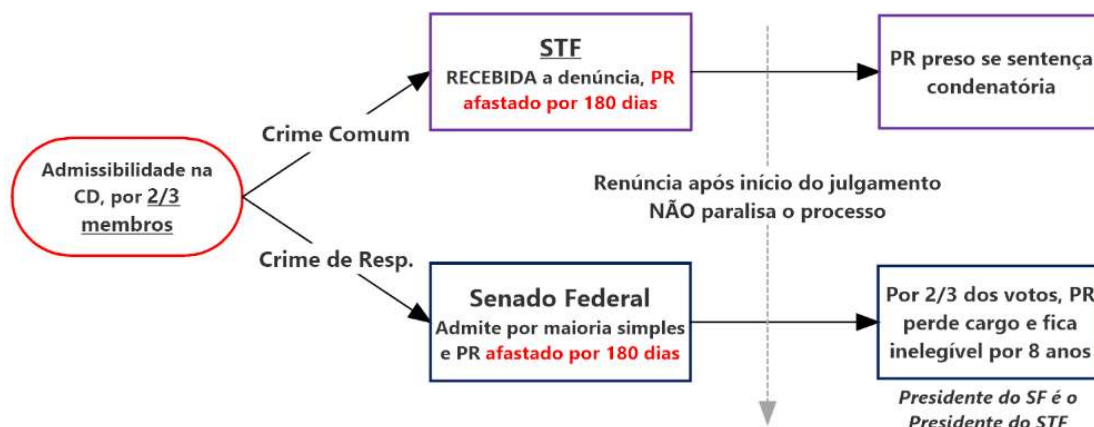 Admissibilidade na
CD, por 2/3
membros
Crime Comum
STF
RECEBIDA a denúncia, PR
afastado por 180 dias
PR preso se sentença
condenatória
Renúncia após início do julgamento
NÃO paralisa o processo
Crime de Resp.
Senado Federal
Admite por maioria simples
e PR afastado por 180 dias
Por 2/3 dos votos, PR
perde cargo e fica
inelegível por 8 anos
Presidente do SF é o
Presidente do STF